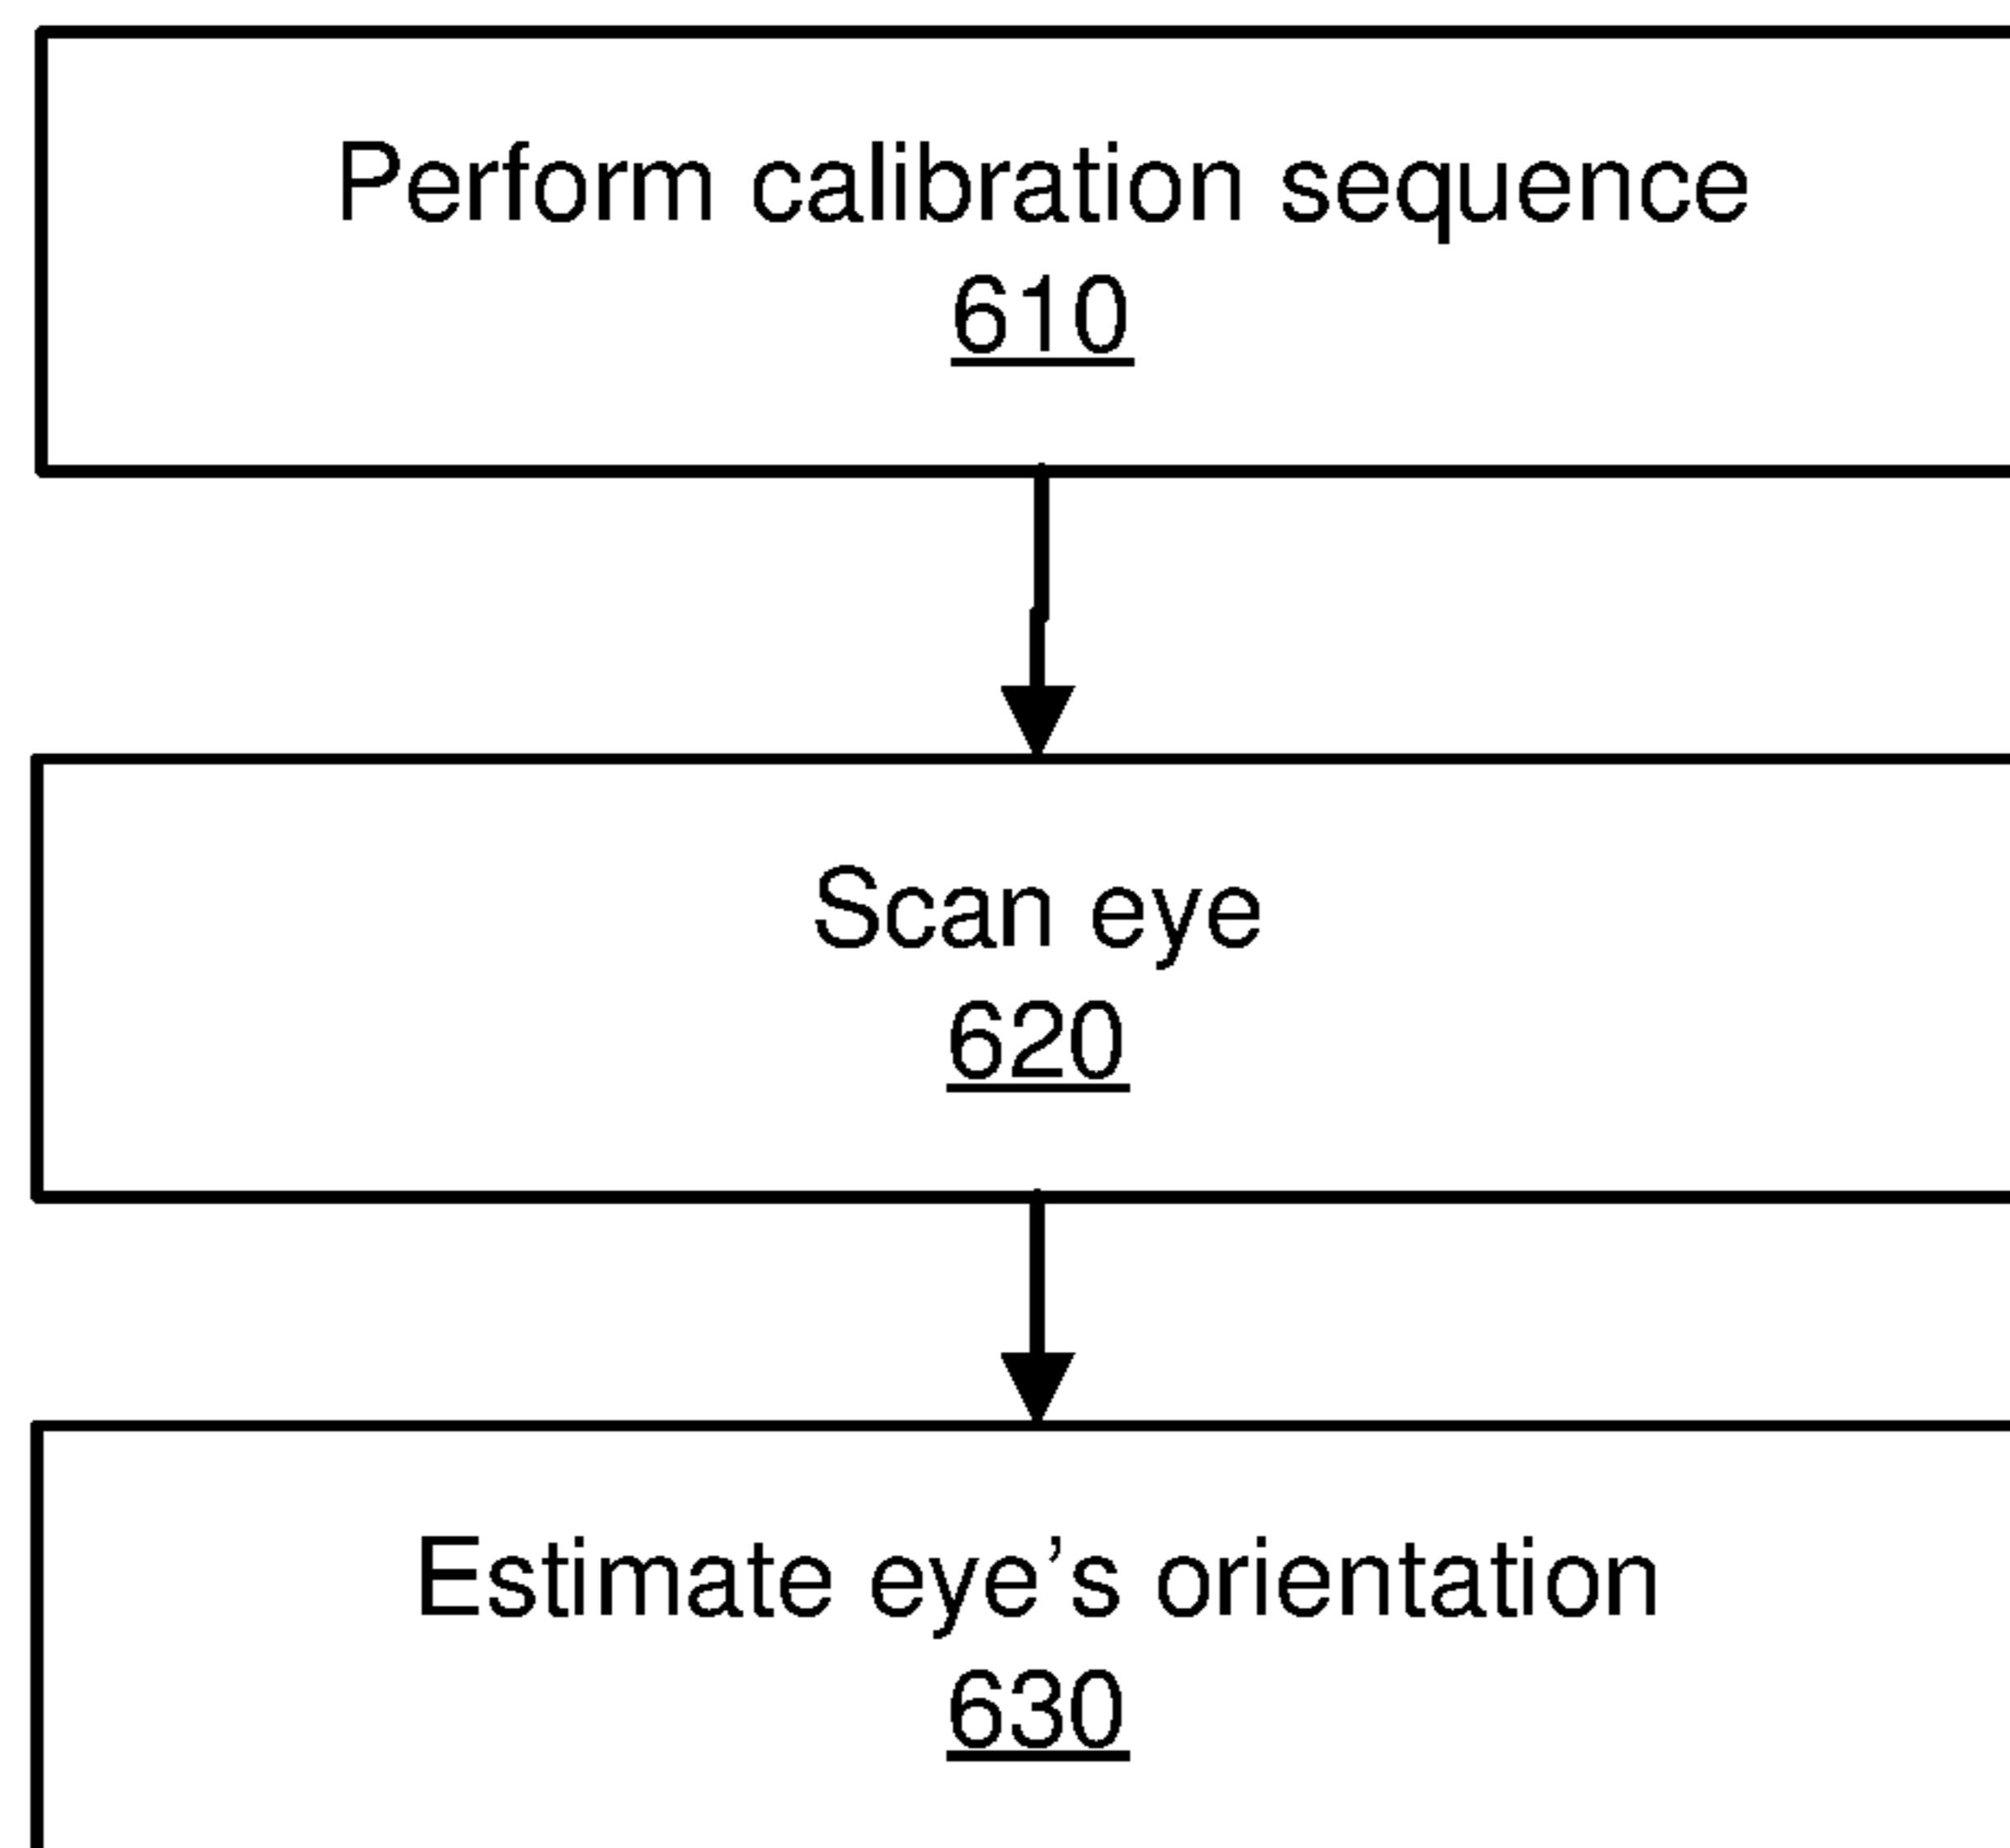 Perform calibration sequence
610
Scan eye
620
Estimate eye’s orientation
630